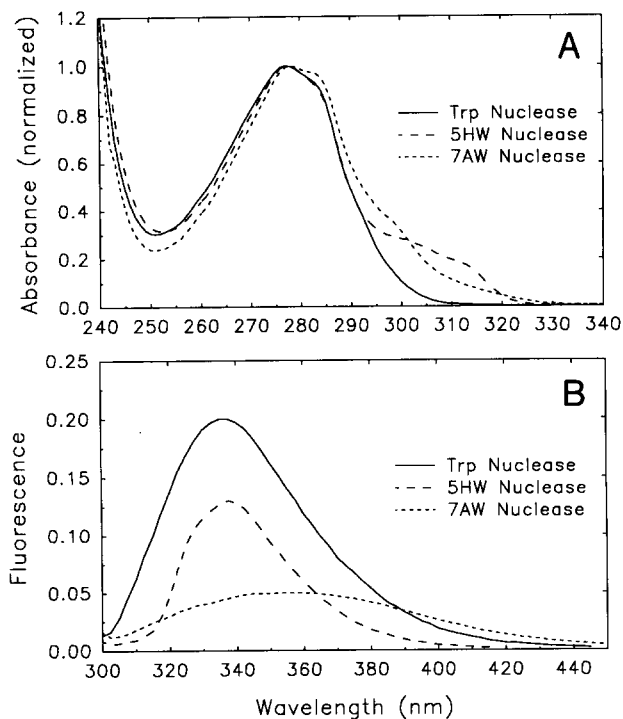 A
Absorbance (normalized)
1.2
1.0
0.8
0.6
0.4
0.2
0.0
Trp Nuclease
5HW Nuclease
7AW Nuclease
240 250 260 270 280 290 300 310 320 330 340
B
Fluorescence
0.25
0.20
0.15
0.10
0.05
0.00
Trp Nuclease
5HW Nuclease
7AW Nuclease
300 320 340 360 380 400 420 440
Wavelength (nm)